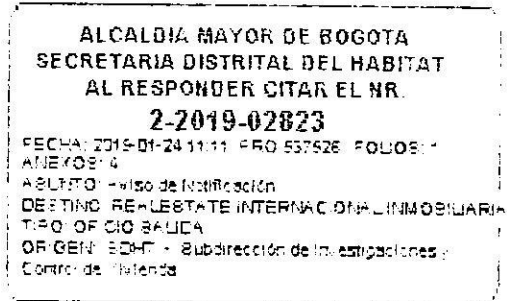 ALCALDIA MAYOR DE BOGOTA
SECRETARIA DISTRITAL DEL HABITAT
AL RESPONDER CITAR EL NR.
2-2019-02823
FECHA: 2019-01-24 11:11 PRO 537526 FOLIOS: 1
ANEXOS: 4
ASUNTO: Aviso de Notificación
DESTINO: REALESTATE INTERNACIONAL INMOBILIARIA
TIPO: OFICIO SALIDA
ORIGEN: SDHT - Subdirección de Investigaciones y
Control de Vivienda